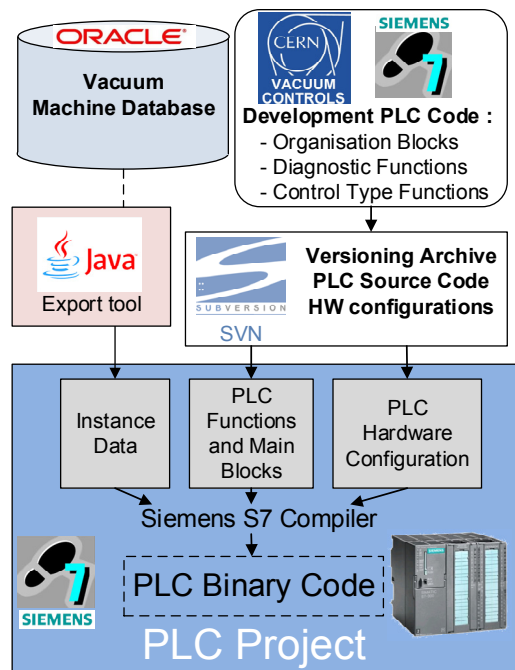 ORACLE®
Vacuum
Machine Database
CERN
VACUUM
CONTROLS
SIEMENS
7
Development PLC Code :
- Organisation Blocks
- Diagnostic Functions
- Control Type Functions
Java
Export tool
SUBVERSION
SVN
Versioning Archive
PLC Source Code
HW configurations
Instance
Data
PLC
Functions
and Main
Blocks
PLC
Hardware
Configuration
Siemens S7 Compiler
PLC Binary Code
7
SIEMENS
SIEMENS
PLC Project